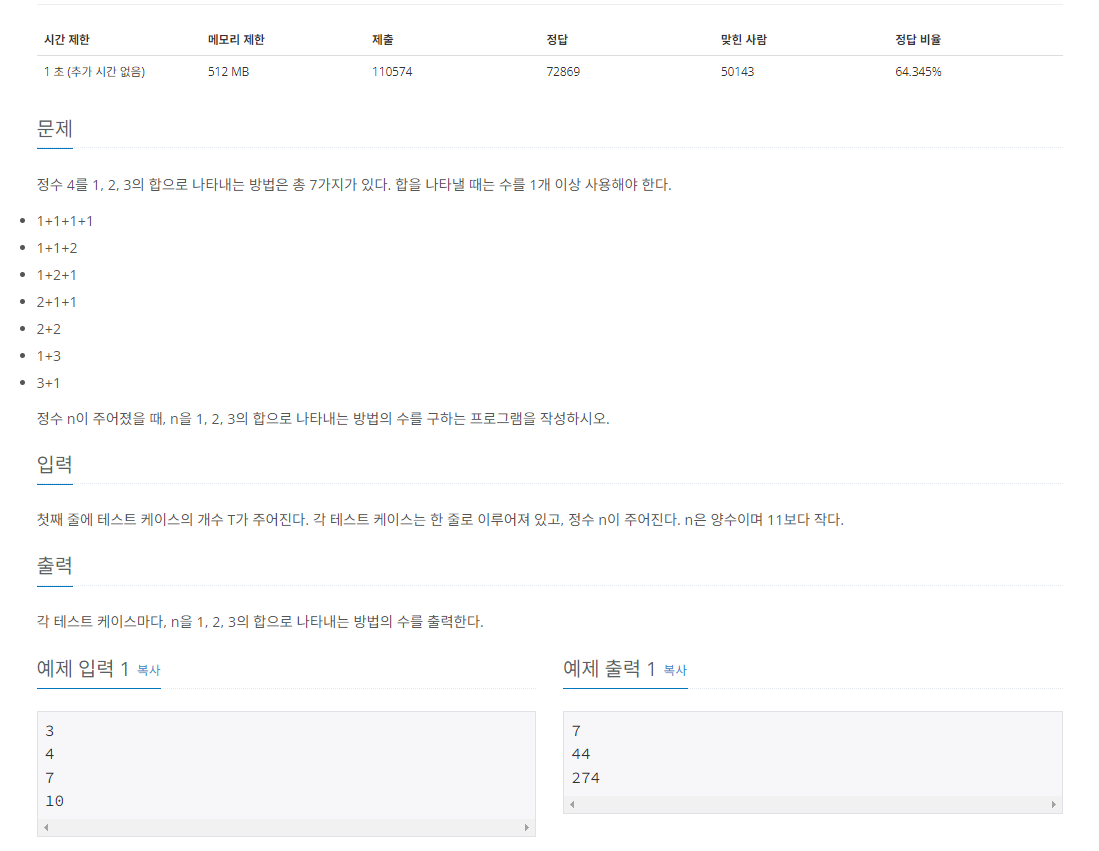 시간 제한 메모리 제한 제출 정답 맞힌 사람 정답 비율
1 초 (추가 시간 없음) 512 MB 110574 72869 50143 64.345%
문제
정수 4를 1, 2, 3의 합으로 나타내는 방법은 총 7가지가 있다. 합을 나타낼 때는 수를 1개 이상 사용해야 한다.
1+1+1+1
1+1+2
1+2+1
2+1+1
2+2
1+3
3+1
정수 n이 주어졌을 때, n을 1, 2, 3의 합으로 나타내는 방법의 수를 구하는 프로그램을 작성하시오.
입력
첫째 줄에 테스트 케이스의 개수 T가 주어진다. 각 테스트 케이스는 한 줄로 이루어져 있고, 정수 n이 주어진다. n은 양수이며 11보다 작다.
출력
각 테스트 케이스마다, n을 1, 2, 3의 합으로 나타내는 방법의 수를 출력한다.
예제 입력 1 복사
3
4
7
10
예제 출력 1 복사
7
44
274